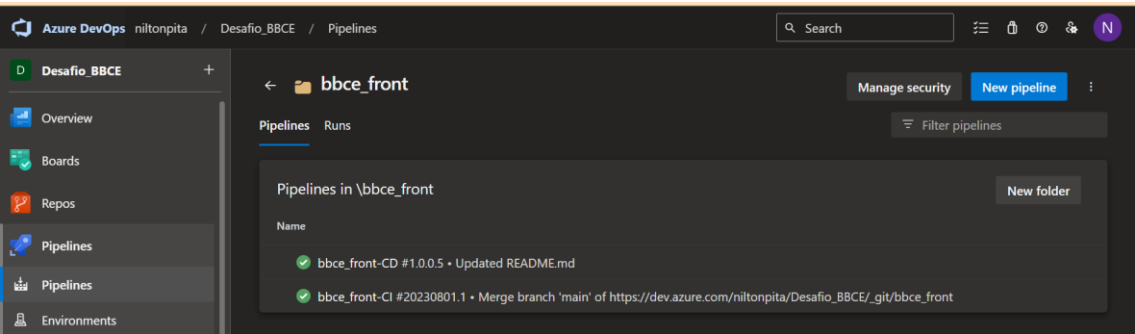 Azure DevOps niltonpita / Desafio_BBCE / Pipelines Search N
D Desafio_BBCE +
bbce_front Manage security New pipeline
Overview
Pipelines Runs Filter pipelines
Boards
Pipelines in \bbce_front New folder
Repos
Name
Pipelines
bbce_front-CD #1.0.0.5 • Updated README.md
Pipelines
bbce_front-CI #20230801.1 • Merge branch 'main' of https://dev.azure.com/niltonpita/Desafio_BBCE/_git/bbce_front
Environments